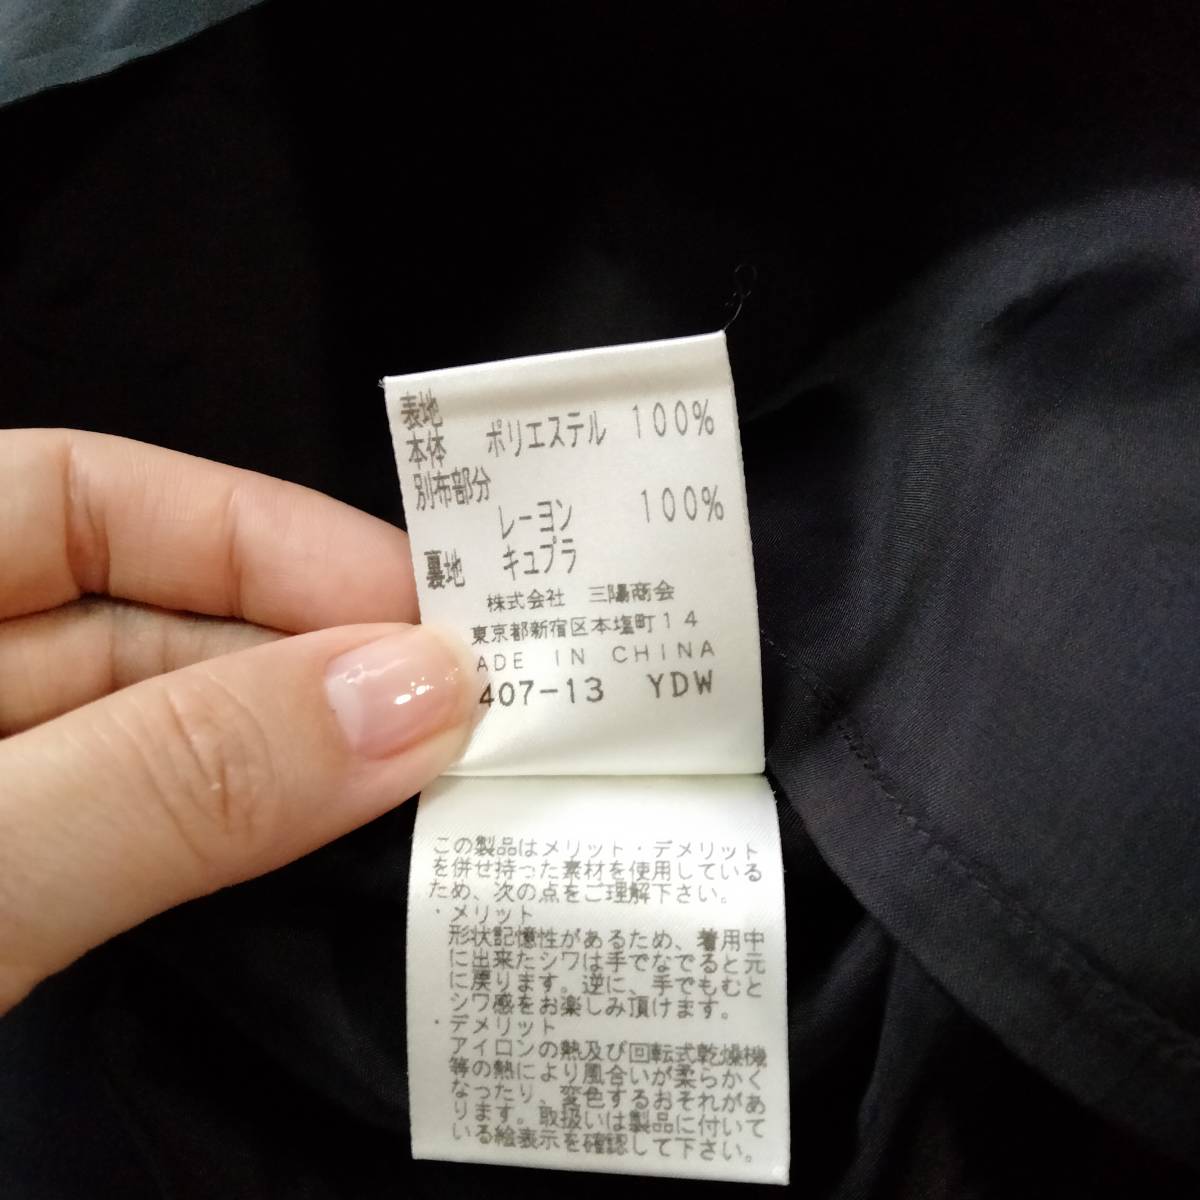 表地
本体 ポリエステル 100%
別布部分
レーヨン 100%
裏地 キュプラ
株式会社 三陽商会
東京都新宿区本塩町14
ADE IN CHINA
407-13 YDW
この製品はメリット・デメリット
を併せ持った素材を使用している
ため、次の点をご理解下さい。
・メリット
形状記憶性があるため、着用中
に出来たシワは手でなでると元
に戻ります。逆に、手でもむと
シワ感をお楽しみ頂けます。
・デメリット
アイロンの熱及び回転式乾燥機
等の熱により風合いが柔らかく
なったり、変色するおそれがあ
ります。取扱いは製品に付いて
いる絵表示を確認して下さい。